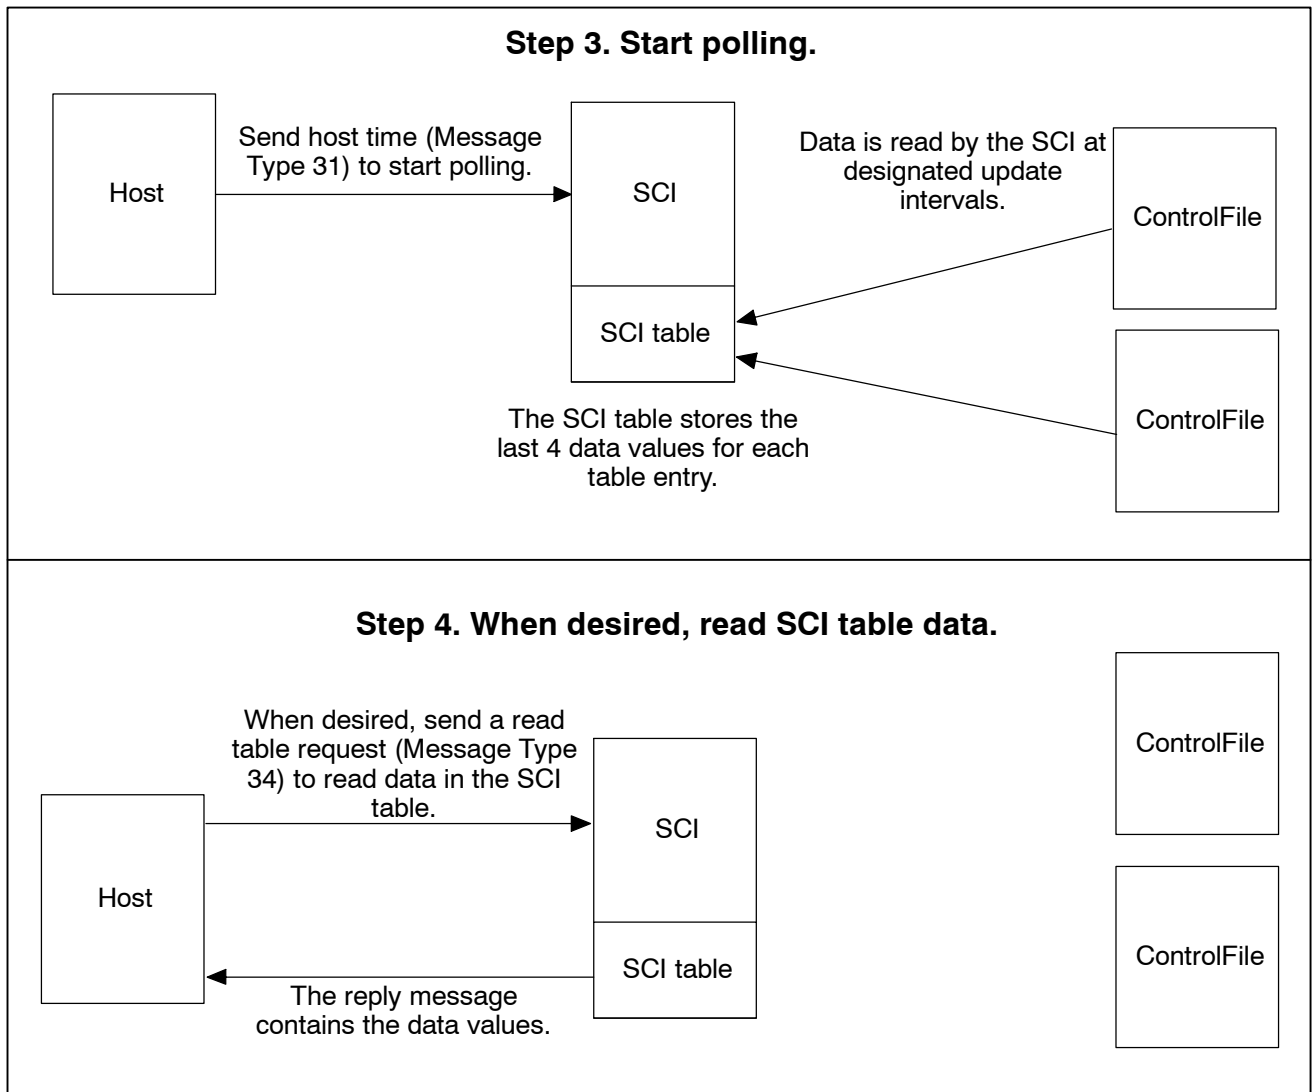 Step 3. Start polling.
Send host time (Message
Type 31) to start polling.
Host
SCI
Data is read by the SCI at
designated update
intervals.
ControlFile
SCI table
ControlFile
The SCI table stores the
last 4 data values for each
table entry.
Step 4. When desired, read SCI table data.
When desired, send a read
table request (Message Type
34) to read data in the SCI
table.
Host
SCI
ControlFile
SCI table
ControlFile
The reply message
contains the data values.